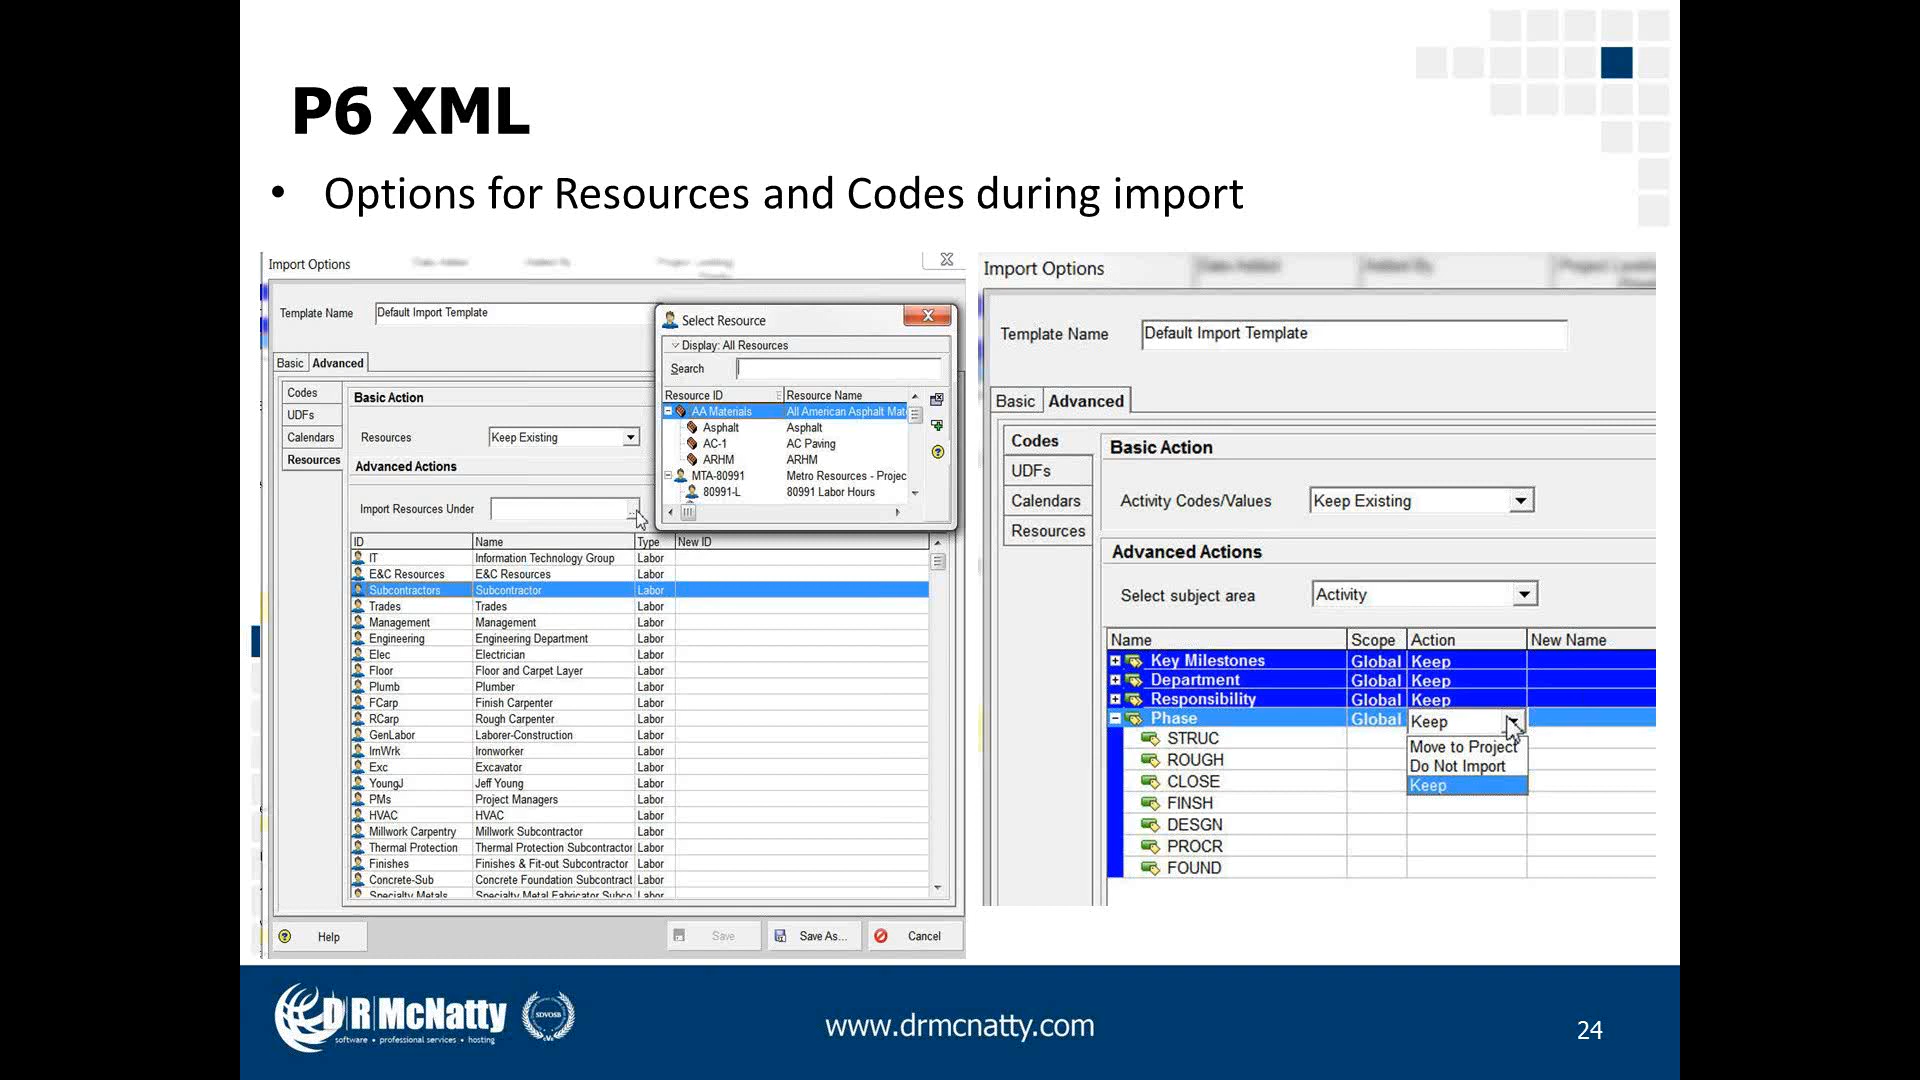 P6 XML
• Options for Resources and Codes during import
Import Options
Template Name Default Import Template
Basic Advanced
Codes
UDFs
Calendars
Resources
Basic Action
Resources Keep Existing
Advanced Actions
Import Resources Under
Select Resource
Display: All Resources
Search
Resource ID Resource Name
AA Materials All American Asphalt Mat
Asphalt Asphalt
AC-1 AC Paving
ARHM ARHM
MTA-80991 Metro Resources - Projec
80991-L 80991 Labor Hours
ID Name Type New ID
IT Information Technology Group Labor
E&C Resources E&C Resources Labor
Subcontractors Subcontractor Labor
Trades Trades Labor
Management Management Labor
Engineering Engineering Department Labor
Elec Electrician Labor
Floor Floor and Carpet Layer Labor
Plumb Plumber Labor
FCarp Finish Carpenter Labor
RCarp Rough Carpenter Labor
GenLabor Laborer-Construction Labor
IrnWrk Ironworker Labor
Exc Excavator Labor
YoungJ Jeff Young Labor
PMs Project Managers Labor
HVAC HVAC Labor
Millwork Carpentry Millwork Subcontractor Labor
Thermal Protection Thermal Protection Subcontractor Labor
Finishes Finishes & Fit-out Subcontractor Labor
Concrete-Sub Concrete Foundation Subcontract Labor
Specialty Metals Specialty Metal Fabricator Subco Labor
Help Save Save As... Cancel
Import Options
Template Name Default Import Template
Basic Advanced
Codes
UDFs
Calendars
Resources
Basic Action
Activity Codes/Values Keep Existing
Advanced Actions
Select subject area Activity
Name Scope Action New Name
Key Milestones Global Keep
Department Global Keep
Responsibility Global Keep
Phase Global Keep
STRUC
ROUGH
CLOSE
FINSH
DESGN
PROCR
FOUND
Move to Project
Do Not Import
Keep
DR McNatty
software • professional services • hosting
SDVOSB
www.drmcnatty.com
24